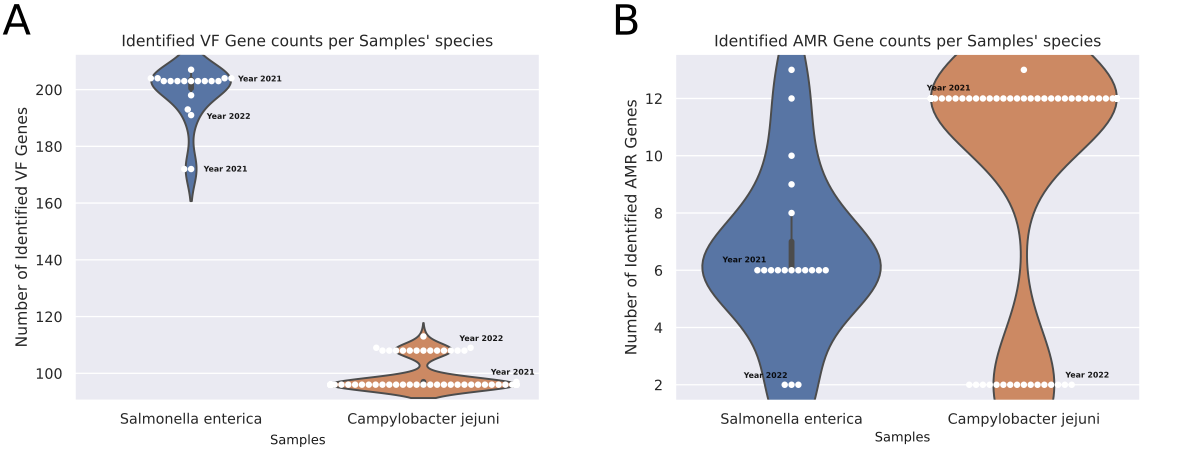 A
Identified VF Gene counts per Samples' species
Number of Identified VF Genes
200
180
160
140
120
100
Year 2021
Year 2022
Year 2021
Year 2022
Year 2021
Salmonella enterica
Campylobacter jejuni
Samples
B
Identified AMR Gene counts per Samples' species
Number of Identified AMR Genes
12
10
8
6
4
2
Year 2021
Year 2021
Year 2022
Year 2022
Salmonella enterica
Campylobacter jejuni
Samples